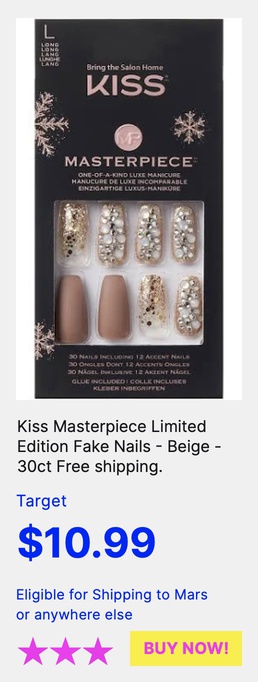 L
LONG
LONG
LANG
LUNGHE
LANG
Bring the Salon Home
KISS
MP
MASTERPIECE
ONE-OF-A-KIND LUXE MANICURE
MANUCURE DE LUXE INCOMPARABLE
EINZIGARTIGE LUXUS-MANIKÜRE
30 NAILS INCLUDING 12 ACCENT NAILS
30 ONGLES DONT 12 ACCENTS ONGLES
30 NÄGEL INKLUSIVE 12 AKZENT NÄGEL
GLUE INCLUDED | COLLE INCLUSES
KLEBER INBEGRIFFEN
Kiss Masterpiece Limited
Edition Fake Nails - Beige -
30ct Free shipping.
Target
$10.99
Eligible for Shipping to Mars
or anywhere else
BUY NOW!